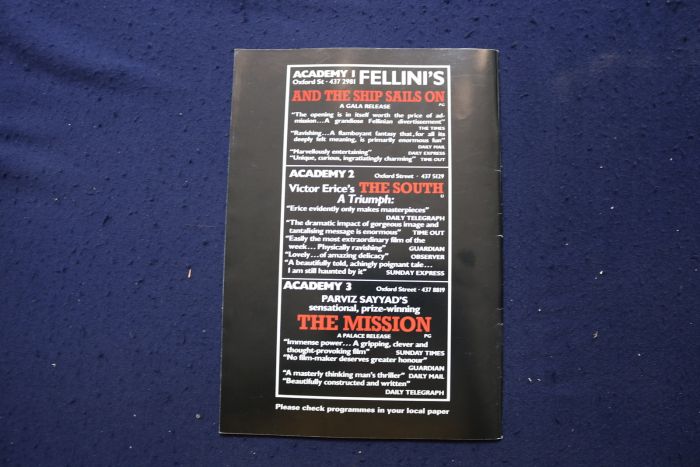 ACADEMY 1 FELLINI'S
Oxford St · 437 2981
AND THE SHIP SAILS ON
A GALA RELEASE PG
"The opening is in itself worth the price of ad-
mission...A grandiose Fellinian divertissement"
THE TIMES
"Ravishing...A flamboyant fantasy that, for all its
deeply felt meaning, is primarily enormous fun"
DAILY MAIL
"Marvellously entertaining" DAILY EXPRESS
"Unique, curious, ingratiatingly charming" TIME OUT
ACADEMY 2 Oxford Street · 437 5129
Victor Erice's THE SOUTH
A Triumph: U
"Erice evidently only makes masterpieces"
DAILY TELEGRAPH
"The dramatic impact of gorgeous image and
tantalising message is enormous" TIME OUT
"Easily the most extraordinary film of the
week... Physically ravishing" GUARDIAN
"Lovely...of amazing delicacy" OBSERVER
"A beautifully told, achingly poignant tale...
I am still haunted by it" SUNDAY EXPRESS
ACADEMY 3 Oxford Street · 437 8819
PARVIZ SAYYAD'S
sensational, prize-winning
THE MISSION
A PALACE RELEASE PG
"Immense power... A gripping, clever and
thought-provoking film" SUNDAY TIMES
"No film-maker deserves greater honour"
GUARDIAN
"A masterly thinking man's thriller" DAILY MAIL
"Beautifully constructed and written"
DAILY TELEGRAPH
Please check programmes in your local paper